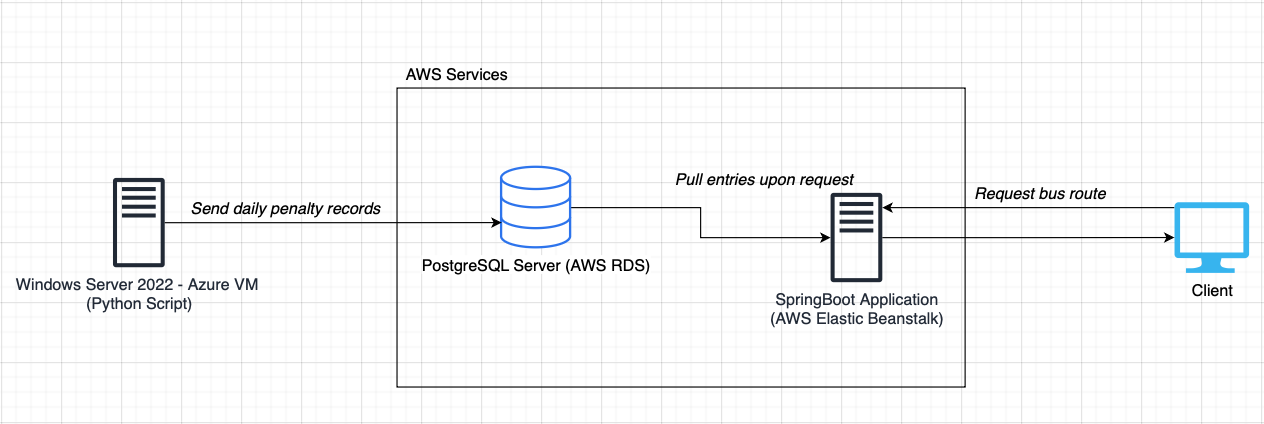 AWS Services
Pull entries upon request
Request bus route
Send daily penalty records
PostgreSQL Server (AWS RDS)
Windows Server 2022 - Azure VM
(Python Script)
SpringBoot Application
(AWS Elastic Beanstalk)
Client